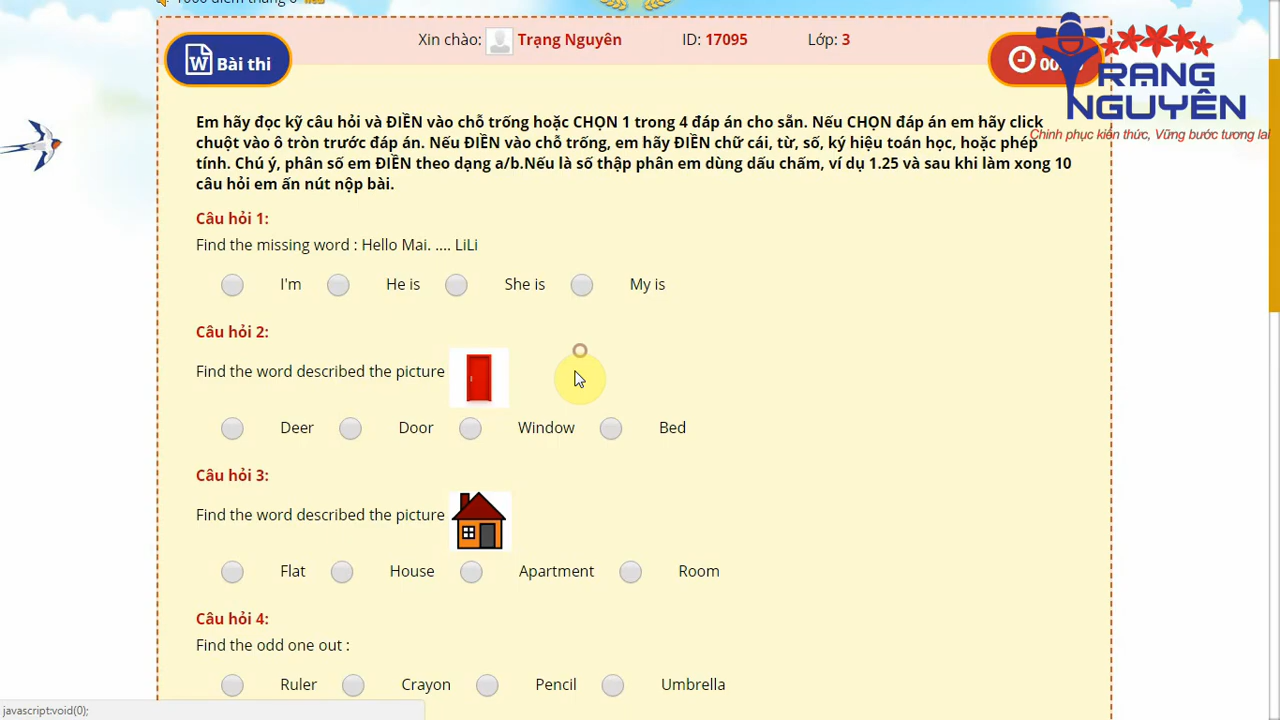 Xin chào: Trạng Nguyên ID: 17095 Lớp: 3
Bài thi
TRẠNG
NGUYÊN
Chinh phục kiến thức, Vững bước tương lai
Em hãy đọc kỹ câu hỏi và ĐIỀN vào chỗ trống hoặc CHỌN 1 trong 4 đáp án cho sẵn. Nếu CHỌN đáp án em hãy click
chuột vào ô tròn trước đáp án. Nếu ĐIỀN vào chỗ trống, em hãy ĐIỀN chữ cái, từ, số, ký hiệu toán học, hoặc phép
tính. Chú ý, phân số em ĐIỀN theo dạng a/b.Nếu là số thập phân em dùng dấu chấm, ví dụ 1.25 và sau khi làm xong 10
câu hỏi em ấn nút nộp bài.
Câu hỏi 1:
Find the missing word : Hello Mai. .... LiLi
I'm He is She is My is
Câu hỏi 2:
Find the word described the picture
Deer Door Window Bed
Câu hỏi 3:
Find the word described the picture
Flat House Apartment Room
Câu hỏi 4:
Find the odd one out :
Ruler Crayon Pencil Umbrella
javascript:void(0);